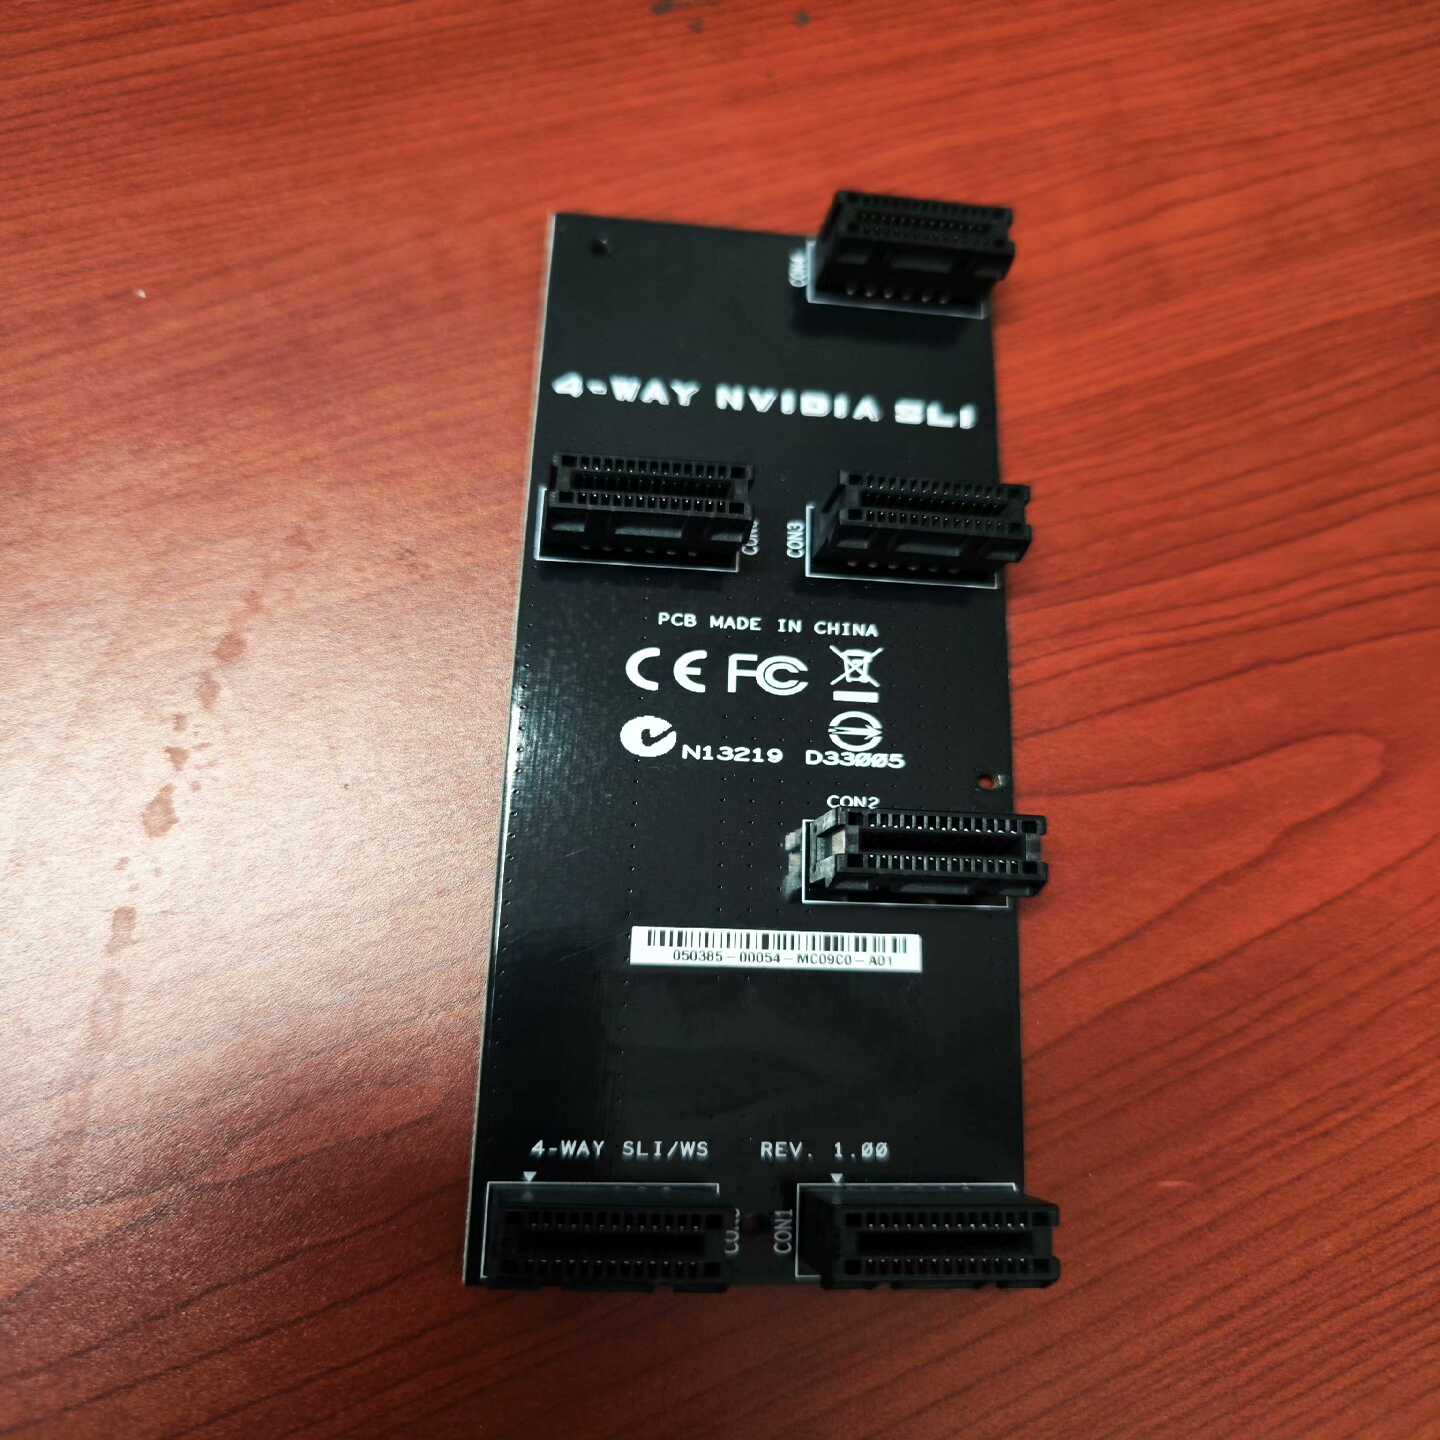 CON4
4-WAY NVIDIA SLI
CON3
PCB MADE IN CHINA
CE FC
N13219 D33005
CON2
050385-00054-MC09C0-A01
4-WAY SLI/WS REV. 1.00
CON1